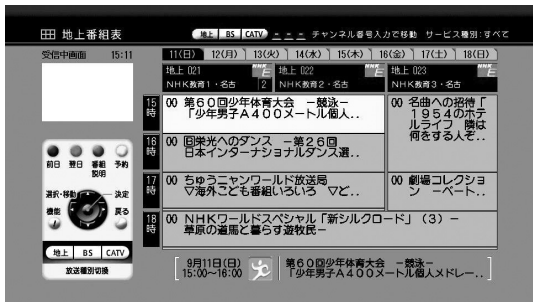 地上番組表
地上 BS CATV _ _ _ チャンネル番号入力で移動 サービス種別:すべて
受信中画面 15:11
11(日) 12(月) 13(火) 14(水) 15(木) 16(金) 17(土) 18(日)
地上 021 地上 022 地上 023
NHK教育1・名古 2 NHK教育2・名古 NHK教育3・名古
15時
00 第60回少年体育大会 −競泳−
「少年男子A400メートル個人..
00 名曲への招待「
1954のホテ
ルライフ 隣は
何をする人ぞ..
16時
00 回栄光へのダンス −第26回
日本インターナショナルダンス選..
17時
00 ちゅうニャンワールド放送局
▽海外こども番組いろいろ ▽ど..
00 劇場コレクショ
ン −ペート..
18時
00 NHKワールドスペシャル「新シルクロード」(3)−
草原の道馬と暮らす遊牧民−
前日 翌日 番組説明 予約
選択・移動 決定
機能 戻る
地上 BS CATV
放送種別切換
9月11日(日)
15:00~16:00
第60回少年体育大会 −競泳−
「少年男子A400メートル個人メドレー..